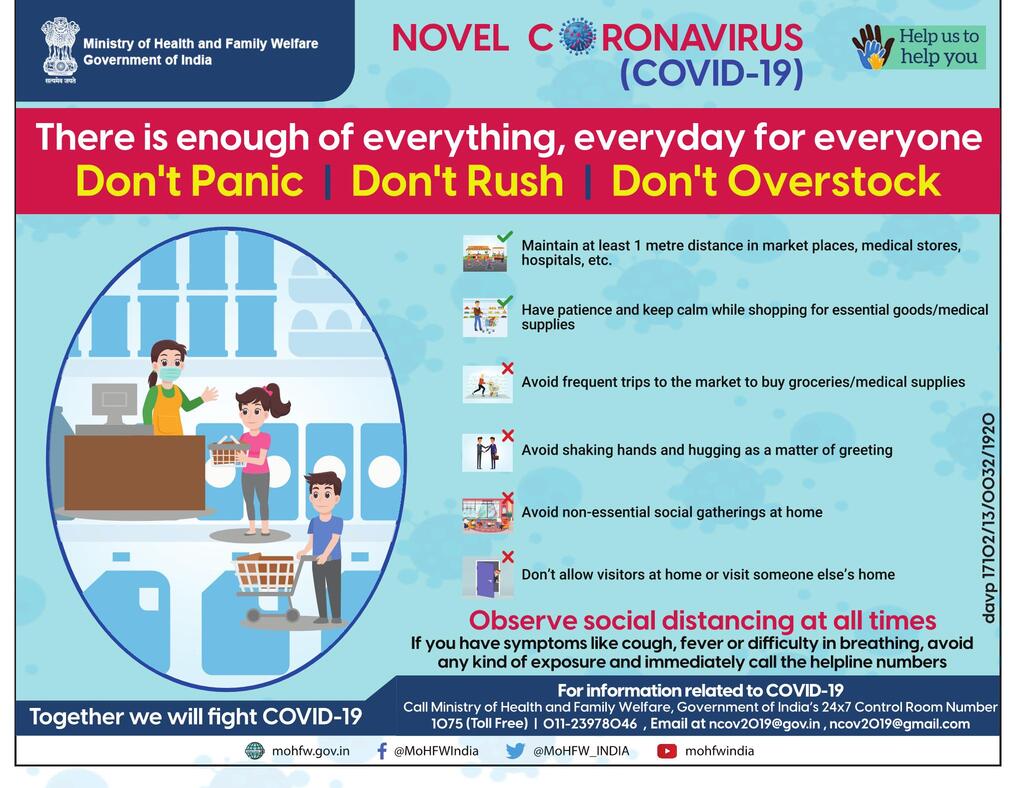 सत्यमेव जयते
Ministry of Health and Family Welfare
Government of India
NOVEL CORONAVIRUS
(COVID-19)
Help us to
help you
There is enough of everything, everyday for everyone
Don't Panic | Don't Rush | Don't Overstock
Maintain at least 1 metre distance in market places, medical stores,
hospitals, etc.
Have patience and keep calm while shopping for essential goods/medical
supplies
Avoid frequent trips to the market to buy groceries/medical supplies
Avoid shaking hands and hugging as a matter of greeting
Avoid non-essential social gatherings at home
Don't allow visitors at home or visit someone else's home
davp 17102/13/0032/1920
Observe social distancing at all times
If you have symptoms like cough, fever or difficulty in breathing, avoid
any kind of exposure and immediately call the helpline numbers
Together we will fight COVID-19
For information related to COVID-19
Call Ministry of Health and Family Welfare, Government of India's 24x7 Control Room Number
1075 (Toll Free) | 011-23978046 , Email at ncov2019@gov.in , ncov2019@gmail.com
mohfw.gov.in @MoHFWIndia @MoHFW_INDIA mohfwindia